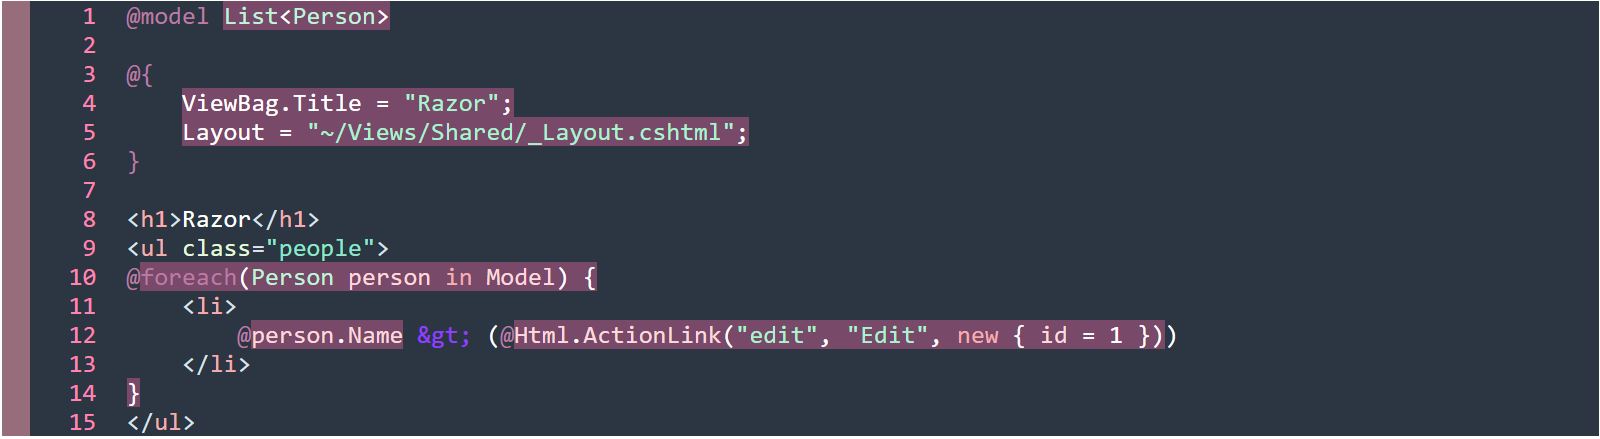 1 @model List<Person>
2
3 @{
4     ViewBag.Title = "Razor";
5     Layout = "~/Views/Shared/_Layout.cshtml";
6 }
7
8 <h1>Razor</h1>
9 <ul class="people">
10 @foreach(Person person in Model) {
11     <li>
12         @person.Name &gt; (@Html.ActionLink("edit", "Edit", new { id = 1 }))
13     </li>
14 }
15 </ul>